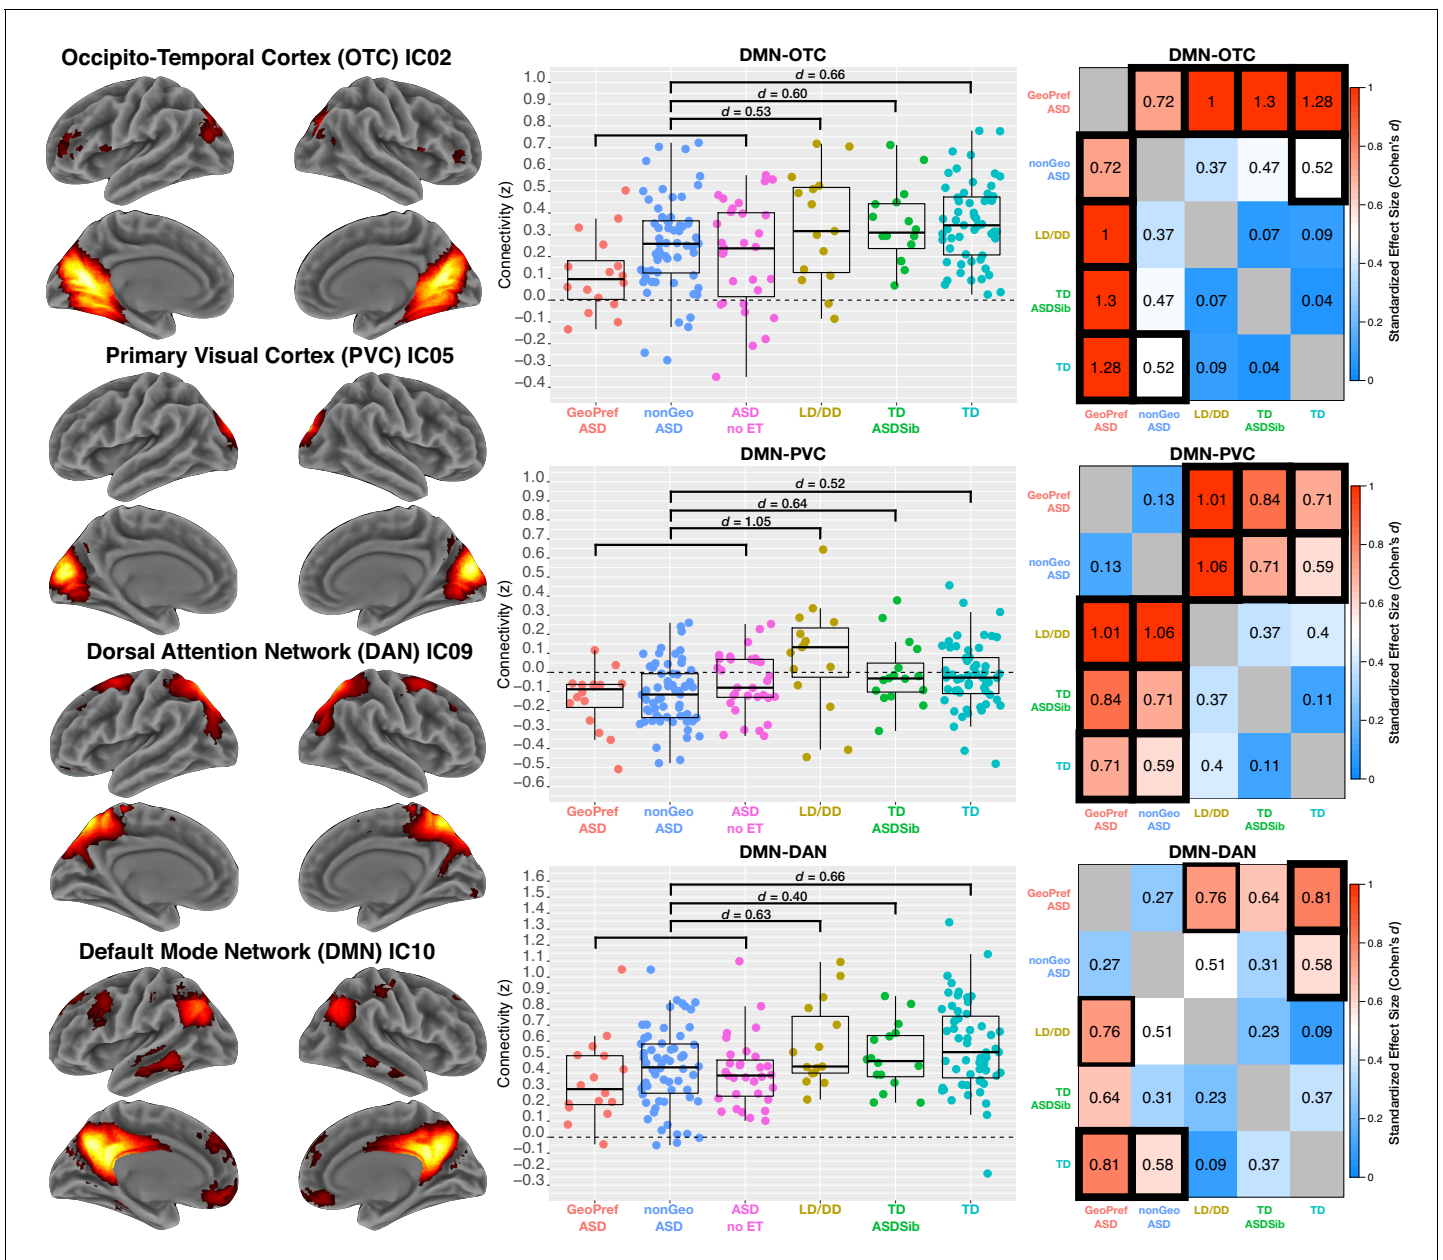 Occipito-Temporal Cortex (OTC) IC02
Primary Visual Cortex (PVC) IC05
Dorsal Attention Network (DAN) IC09
Default Mode Network (DMN) IC10
DMN-OTC
Connectivity (z)
1.0
0.9
0.8
0.7
0.6
0.5
0.4
0.3
0.2
0.1
0.0
−0.1
−0.2
−0.3
−0.4
d = 0.66
d = 0.60
d = 0.53
GeoPref
ASD
nonGeo
ASD
ASD
no ET
LD/DD
TD
ASDSib
TD
DMN-OTC
GeoPref
ASD
0.72 1 1.3 1.28
nonGeo
ASD
0.72 0.37 0.47 0.52
LD/DD
1 0.37 0.07 0.09
TD
ASDSib
1.3 0.47 0.07 0.04
TD
1.28 0.52 0.09 0.04
GeoPref
ASD
nonGeo
ASD
LD/DD
TD
ASDSib
TD
1
0.8
0.6
0.4
0.2
0
Standardized Effect Size (Cohen's d)
DMN-PVC
Connectivity (z)
1.0
0.9
0.8
0.7
0.6
0.5
0.4
0.3
0.2
0.1
0.0
−0.1
−0.2
−0.3
−0.4
−0.5
−0.6
d = 0.52
d = 0.64
d = 1.05
GeoPref
ASD
nonGeo
ASD
ASD
no ET
LD/DD
TD
ASDSib
TD
DMN-PVC
GeoPref
ASD
0.13 1.01 0.84 0.71
nonGeo
ASD
0.13 1.06 0.71 0.59
LD/DD
1.01 1.06 0.37 0.4
TD
ASDSib
0.84 0.71 0.37 0.11
TD
0.71 0.59 0.4 0.11
GeoPref
ASD
nonGeo
ASD
LD/DD
TD
ASDSib
TD
1
0.8
0.6
0.4
0.2
0
Standardized Effect Size (Cohen's d)
DMN-DAN
Connectivity (z)
1.6
1.5
1.4
1.3
1.2
1.1
1.0
0.9
0.8
0.7
0.6
0.5
0.4
0.3
0.2
0.1
0.0
−0.1
−0.2
−0.3
d = 0.66
d = 0.40
d = 0.63
GeoPref
ASD
nonGeo
ASD
ASD
no ET
LD/DD
TD
ASDSib
TD
DMN-DAN
GeoPref
ASD
0.27 0.76 0.64 0.81
nonGeo
ASD
0.27 0.51 0.31 0.58
LD/DD
0.76 0.51 0.23 0.09
TD
ASDSib
0.64 0.31 0.23 0.37
TD
0.81 0.58 0.09 0.37
GeoPref
ASD
nonGeo
ASD
LD/DD
TD
ASDSib
TD
1
0.8
0.6
0.4
0.2
0
Standardized Effect Size (Cohen's d)